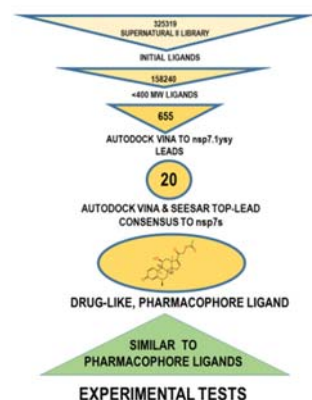 325319
SUPERNATURAL II LIBRARY
INITIAL LIGANDS
158240
<400 MW LIGANDS
655
AUTODOCK VINA TO nsp7.1ysy
LEADS
20
AUTODOCK VINA & SEESAR TOP-LEAD
CONSENSUS TO nsp7s
DRUG-LIKE, PHARMACOPHORE LIGAND
SIMILAR TO
PHARMACOPHORE LIGANDS
EXPERIMENTAL TESTS